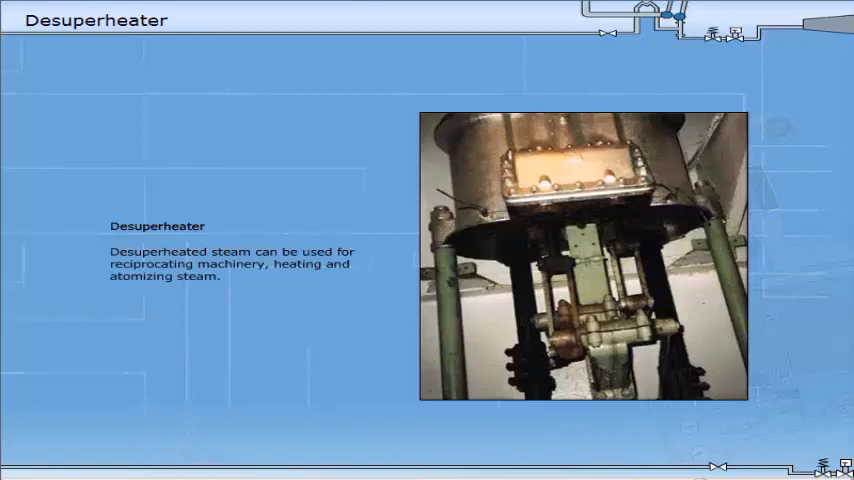 Desuperheater
Desuperheater
Desuperheated steam can be used for
reciprocating machinery, heating and
atomizing steam.